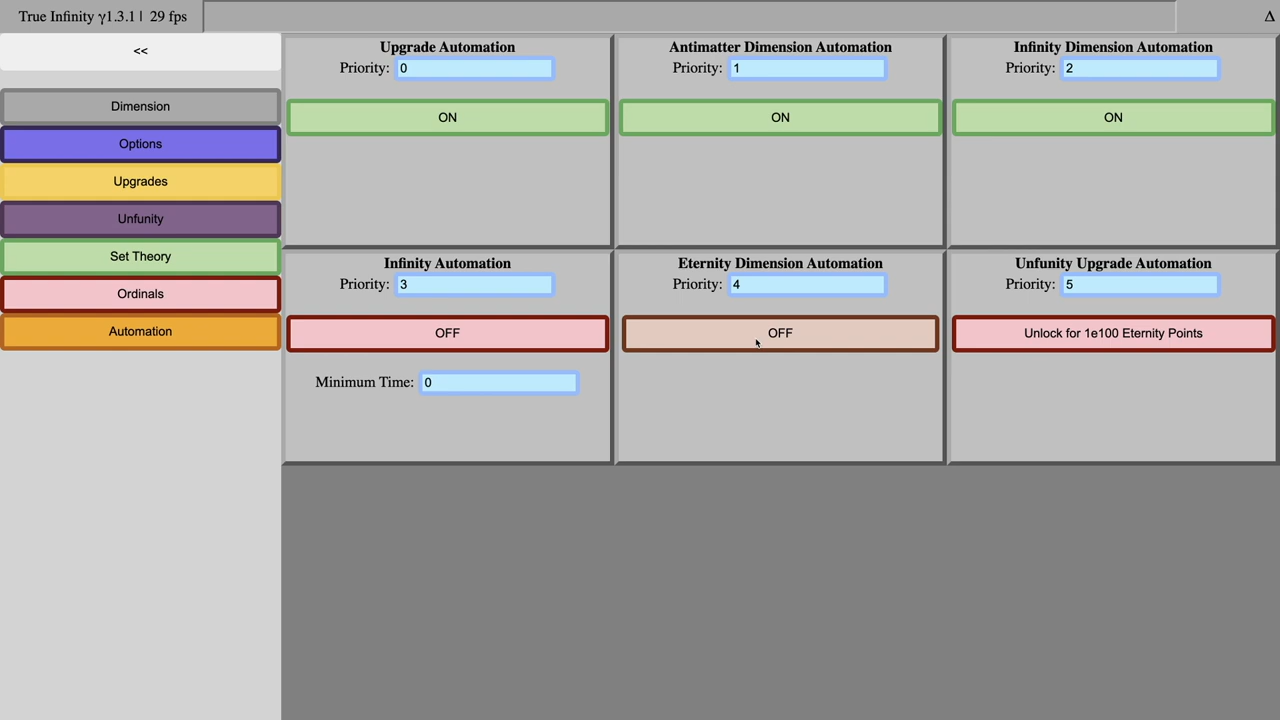 True Infinity γ1.3.1 | 29 fps
Δ
<<
Dimension
Options
Upgrades
Unfunity
Set Theory
Ordinals
Automation
Upgrade Automation
Priority: 0
ON
Antimatter Dimension Automation
Priority: 1
ON
Infinity Dimension Automation
Priority: 2
ON
Infinity Automation
Priority: 3
OFF
Minimum Time: 0
Eternity Dimension Automation
Priority: 4
OFF
Unfunity Upgrade Automation
Priority: 5
Unlock for 1e100 Eternity Points